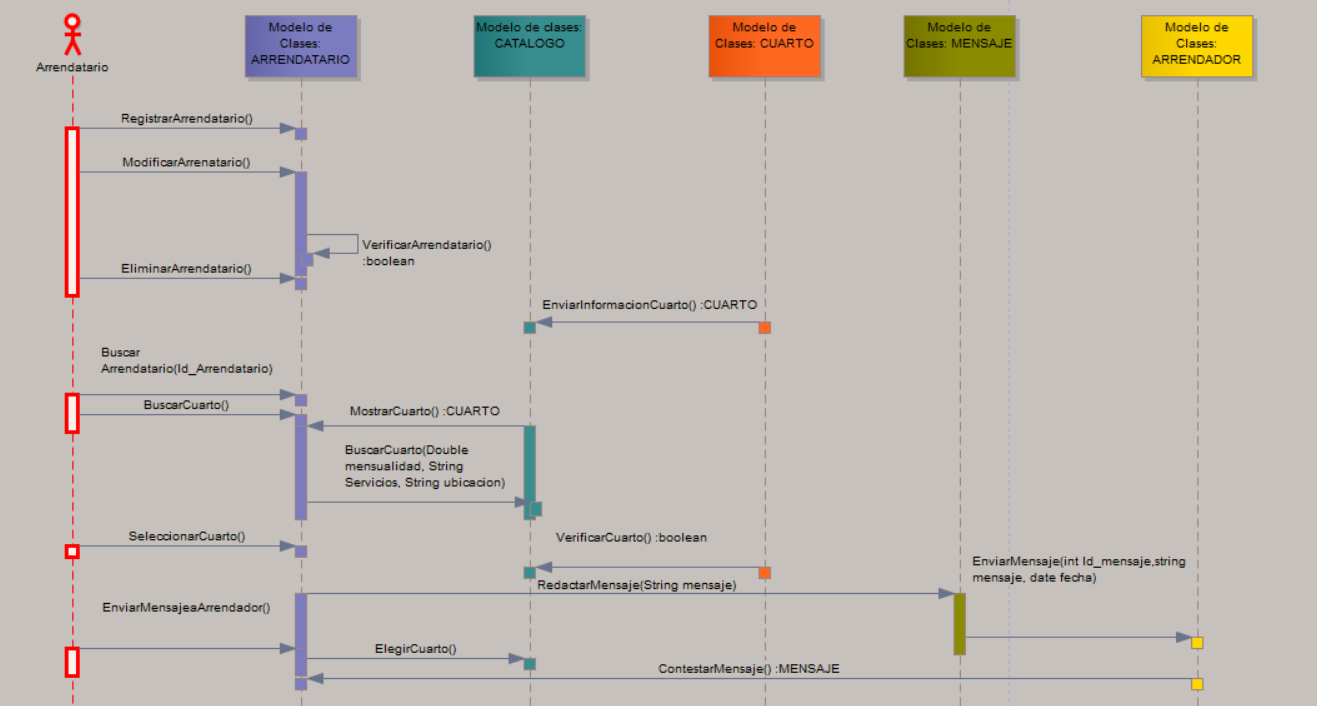 Arrendatario
Modelo de
Clases:
ARRENDATARIO
Modelo de clases:
CATALOGO
Modelo de
Clases: CUARTO
Modelo de
Clases: MENSAJE
Modelo de
Clases:
ARRENDADOR
RegistrarArrendatario()
ModificarArrenatario()
VerificarArrendatario()
:boolean
EliminarArrendatario()
EnviarInformacionCuarto() :CUARTO
Buscar
Arrendatario(Id_Arrendatario)
BuscarCuarto()
MostrarCuarto() :CUARTO
BuscarCuarto(Double
mensualidad, String
Servicios, String ubicacion)
SeleccionarCuarto()
VerificarCuarto() :boolean
EnviarMensaje(int Id_mensaje,string
mensaje, date fecha)
RedactarMensaje(String mensaje)
EnviarMensajeaArrendador()
ElegirCuarto()
ContestarMensaje() :MENSAJE